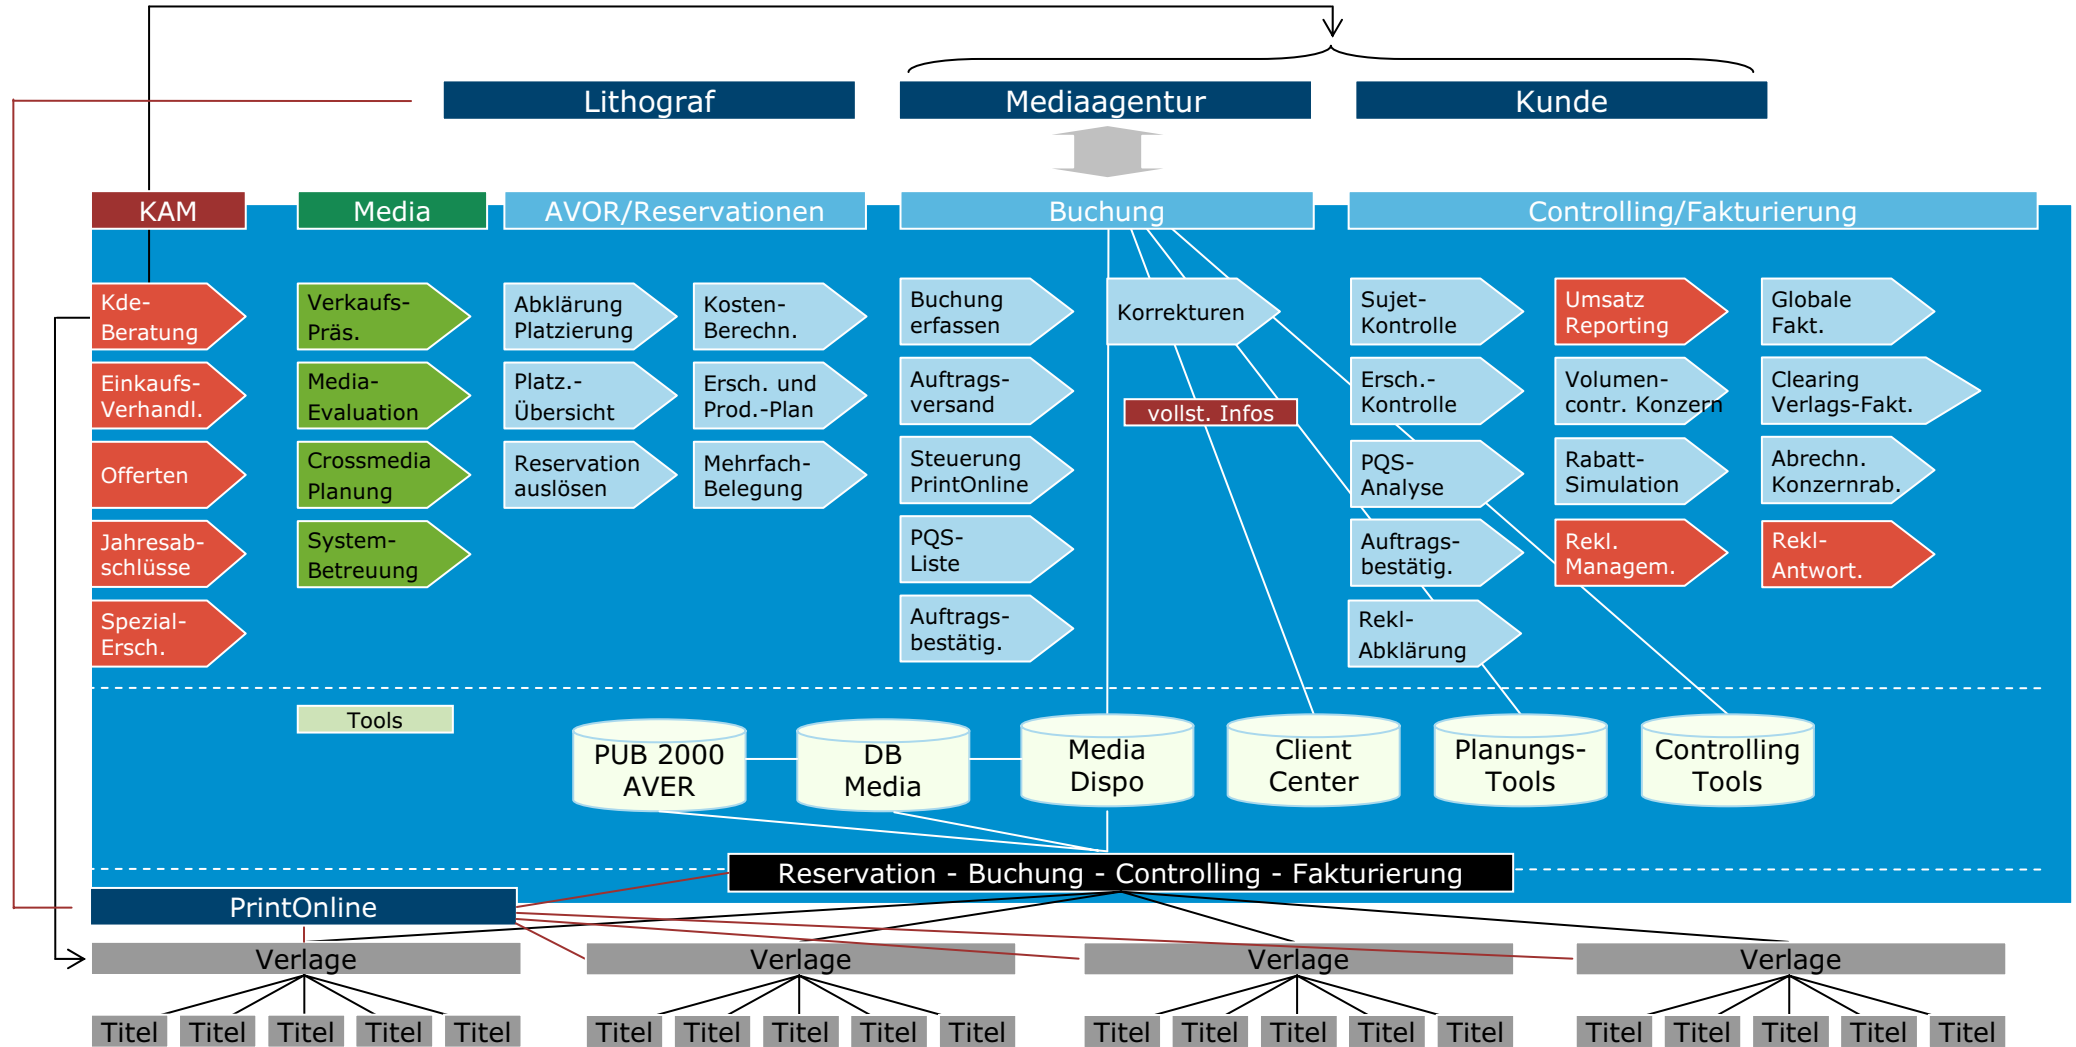 Lithograf
Mediaagentur
Kunde
KAM
Media
AVOR/Reservationen
Buchung
Controlling/Fakturierung
Kde-
Beratung
Einkaufs-
Verhandl.
Offerten
Jahresab-
schlüsse
Spezial-
Ersch.
Verkaufs-
Präs.
Media-
Evaluation
Crossmedia
Planung
System-
Betreuung
Abklärung
Platzierung
Platz.-
Übersicht
Reservation
auslösen
Kosten-
Berechn.
Ersch. und
Prod.-Plan
Mehrfach-
Belegung
Buchung
erfassen
Auftrags-
versand
Steuerung
PrintOnline
PQS-
Liste
Auftrags-
bestätig.
Korrekturen
vollst. Infos
Sujet-
Kontrolle
Ersch.-
Kontrolle
PQS-
Analyse
Auftrags-
bestätig.
Rekl-
Abklärung
Umsatz
Reporting
Volumen-
contr. Konzern
Rabatt-
Simulation
Rekl.
Managem.
Globale
Fakt.
Clearing
Verlags-Fakt.
Abrechn.
Konzernrab.
Rekl-
Antwort.
Tools
PUB 2000
AVER
DB
Media
Media
Dispo
Client
Center
Planungs-
Tools
Controlling
Tools
Reservation - Buchung - Controlling - Fakturierung
PrintOnline
Verlage
Verlage
Verlage
Verlage
Titel Titel Titel Titel Titel
Titel Titel Titel Titel Titel
Titel Titel Titel Titel Titel
Titel Titel Titel Titel Titel